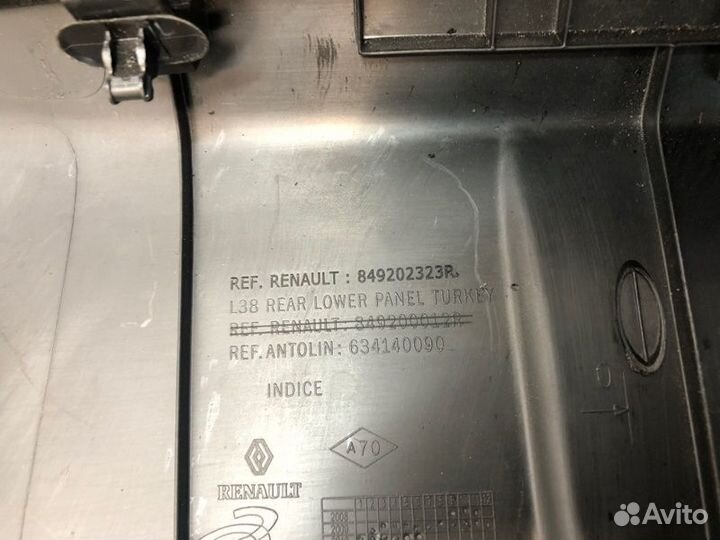 REF. RENAULT : 849202323R
L38 REAR LOWER PANEL TURKEY
REF. RENAULT: 849200012R
REF. ANTOLIN: 634140090
INDICE
A70
RENAULT
Avito